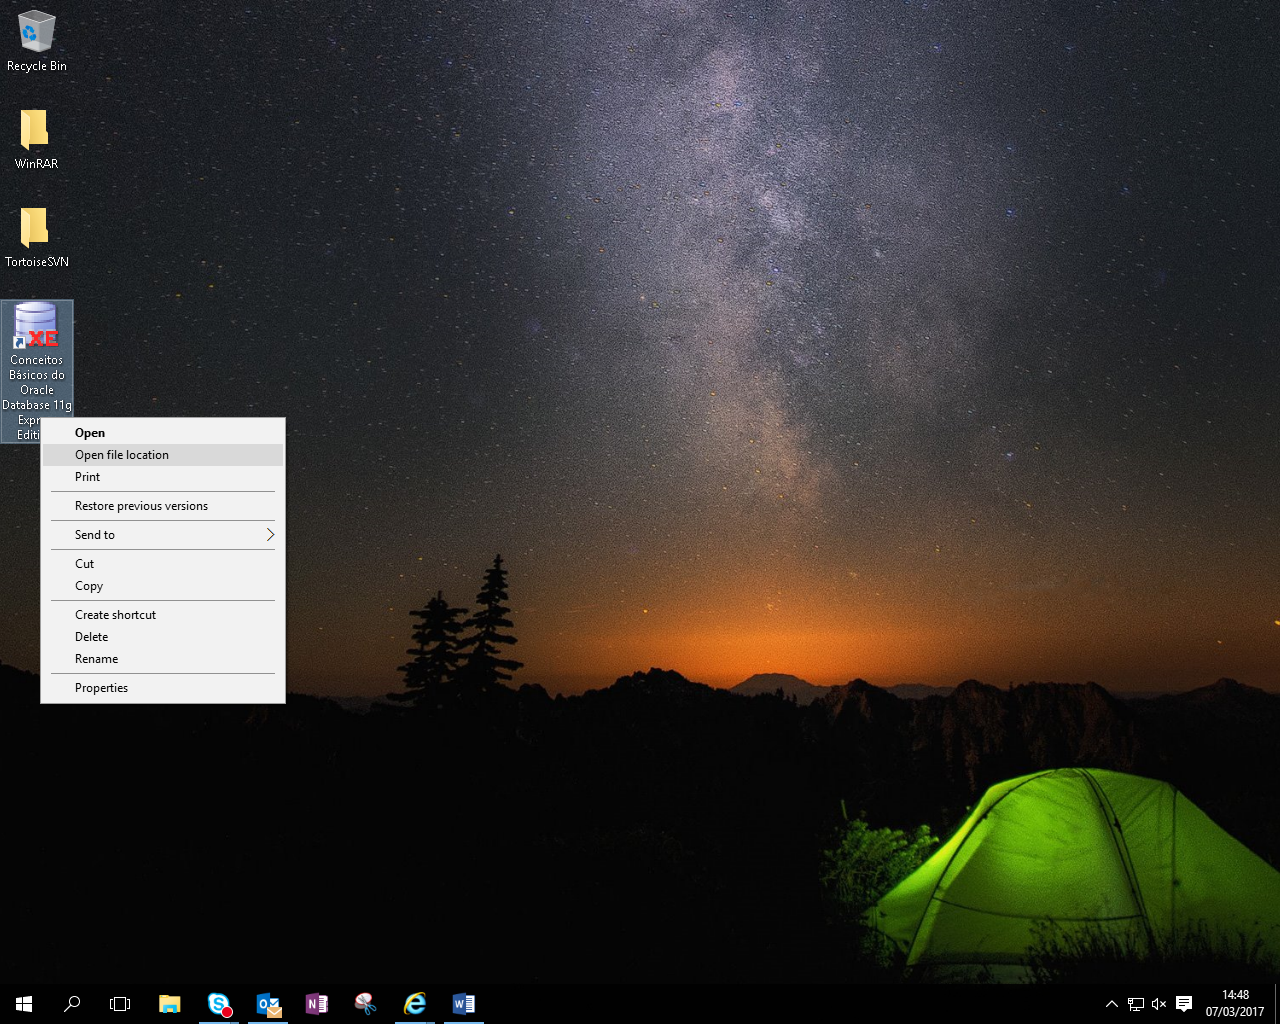 Recycle Bin
WinRAR
TortoiseSVN
XE
Conceitos
Básicos do
Oracle
Database 11g
Open
Open file location
Print
Restore previous versions
Send to
Cut
Copy
Create shortcut
Delete
Rename
Properties
14:48
07/03/2017